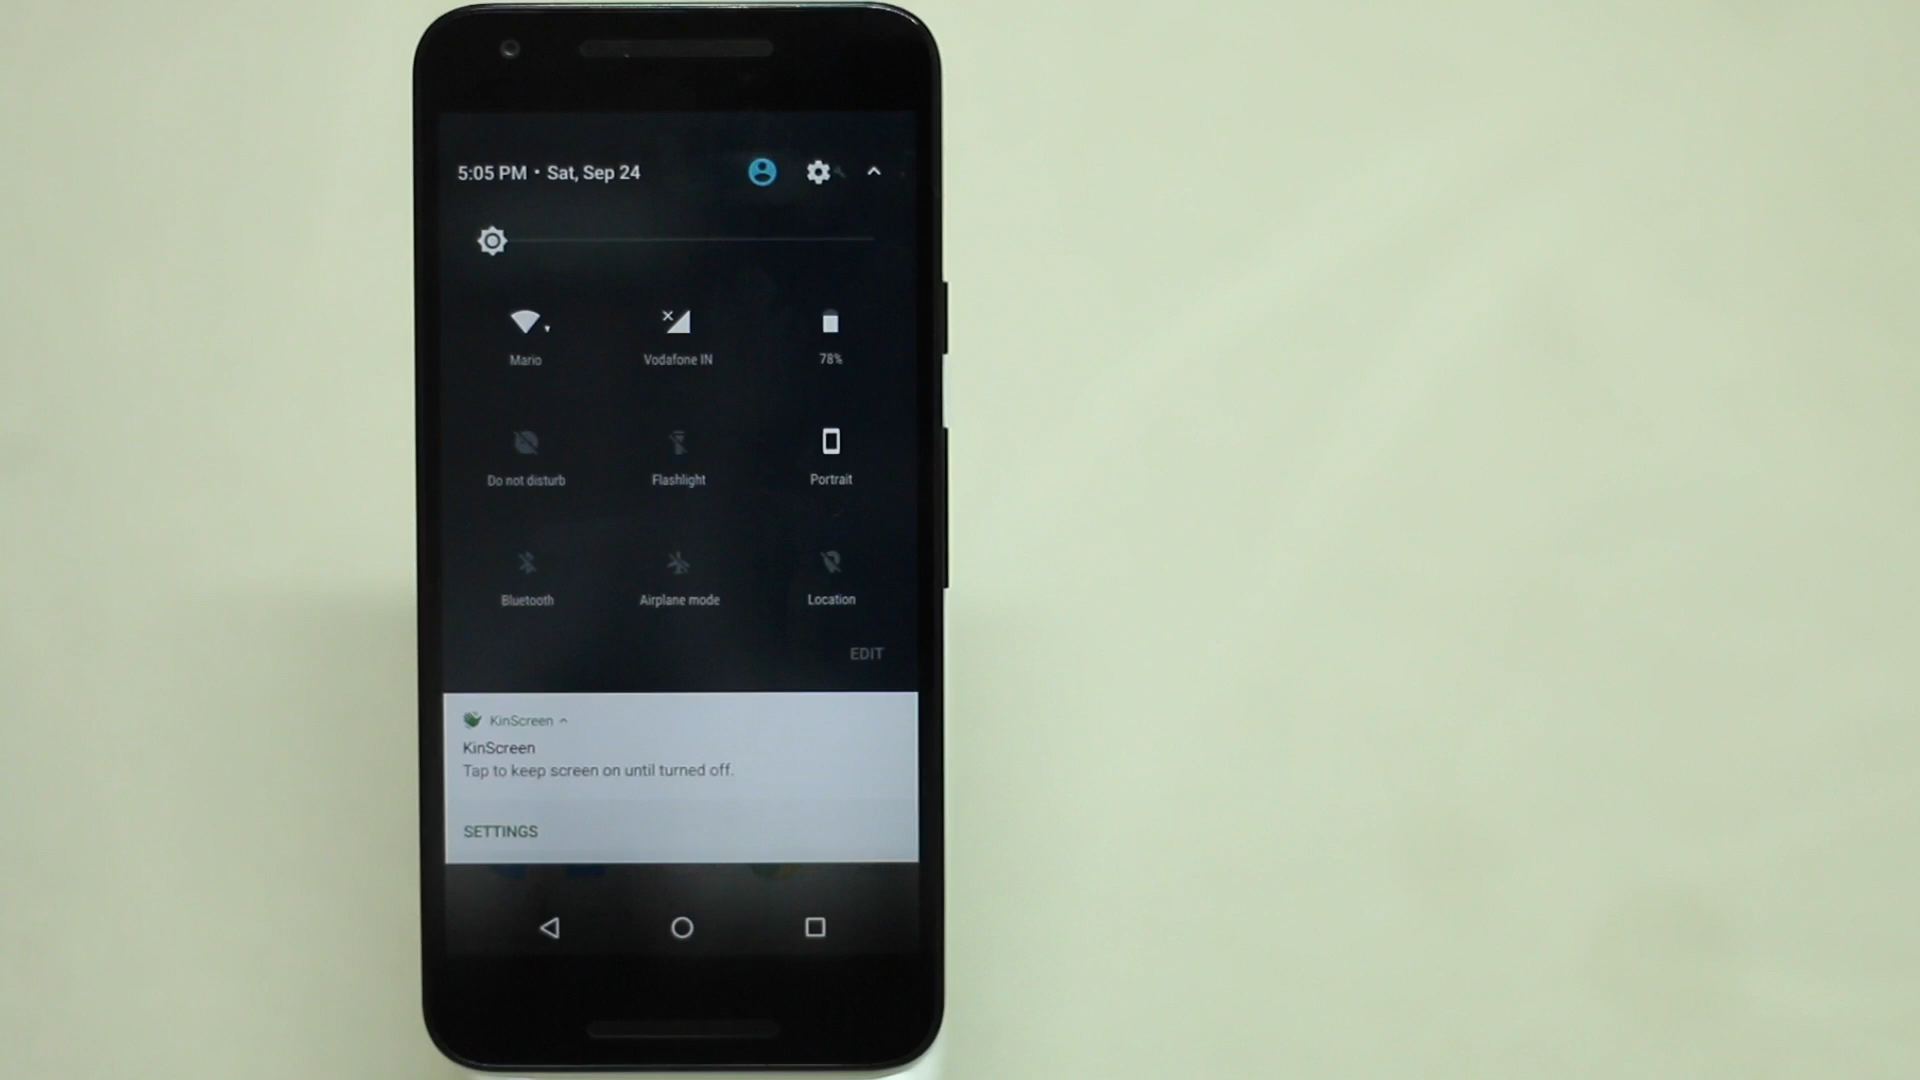 5:05 PM • Sat, Sep 24
Mario
Vodafone IN
78%
Do not disturb
Flashlight
Portrait
Bluetooth
Airplane mode
Location
EDIT
KinScreen
KinScreen
Tap to keep screen on until turned off.
SETTINGS